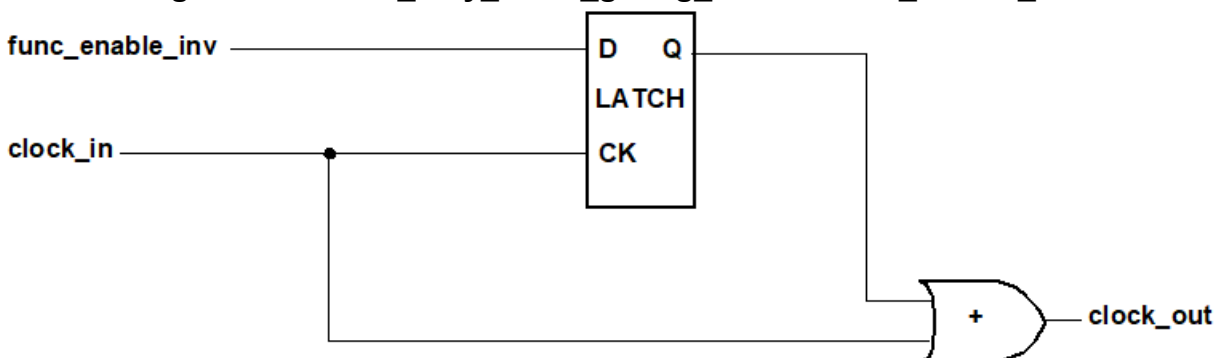 func_enable_inv
D Q
LATCH
clock_in
CK
+
clock_out